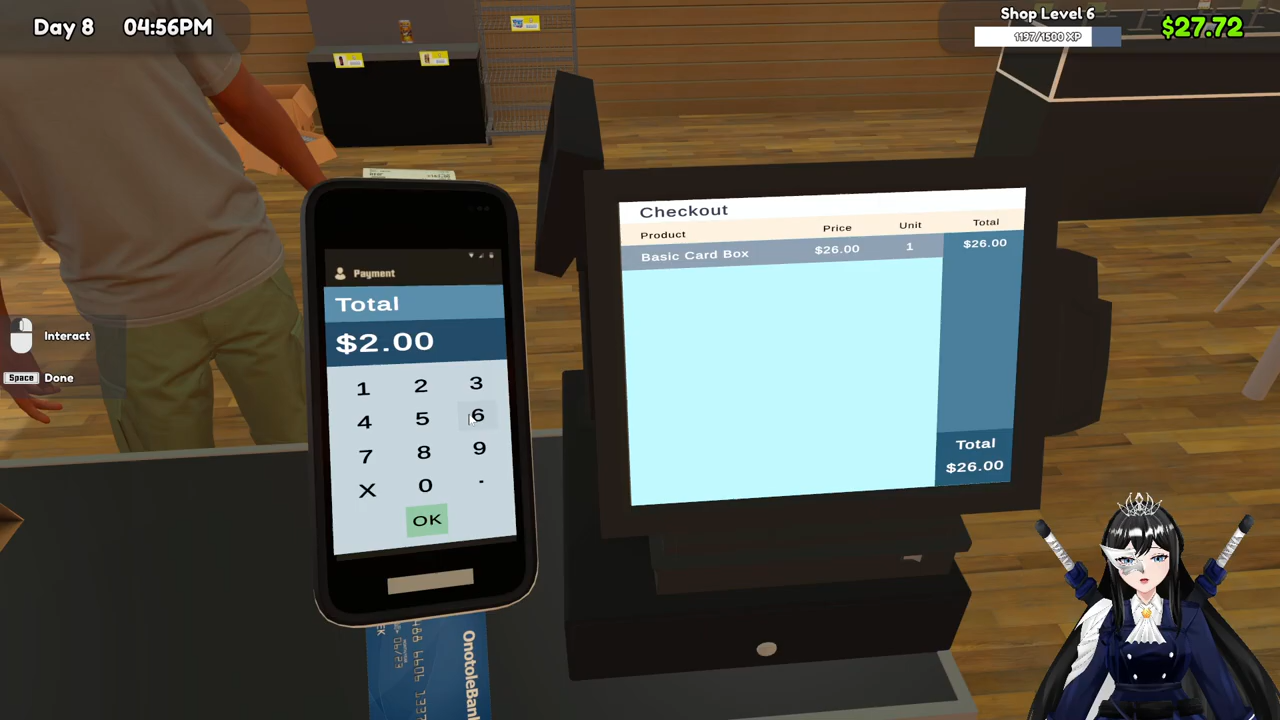 Day 8 04:56PM
Shop Level 6
1197/1500 XP
$27.72
Interact
Space Done
Payment
Total
$2.00
1 2 3
4 5 6
7 8 9
X 0 .
OK
Checkout
Product Price Unit Total
Basic Card Box $26.00 1 $26.00
Total
$26.00
OnotoleBank